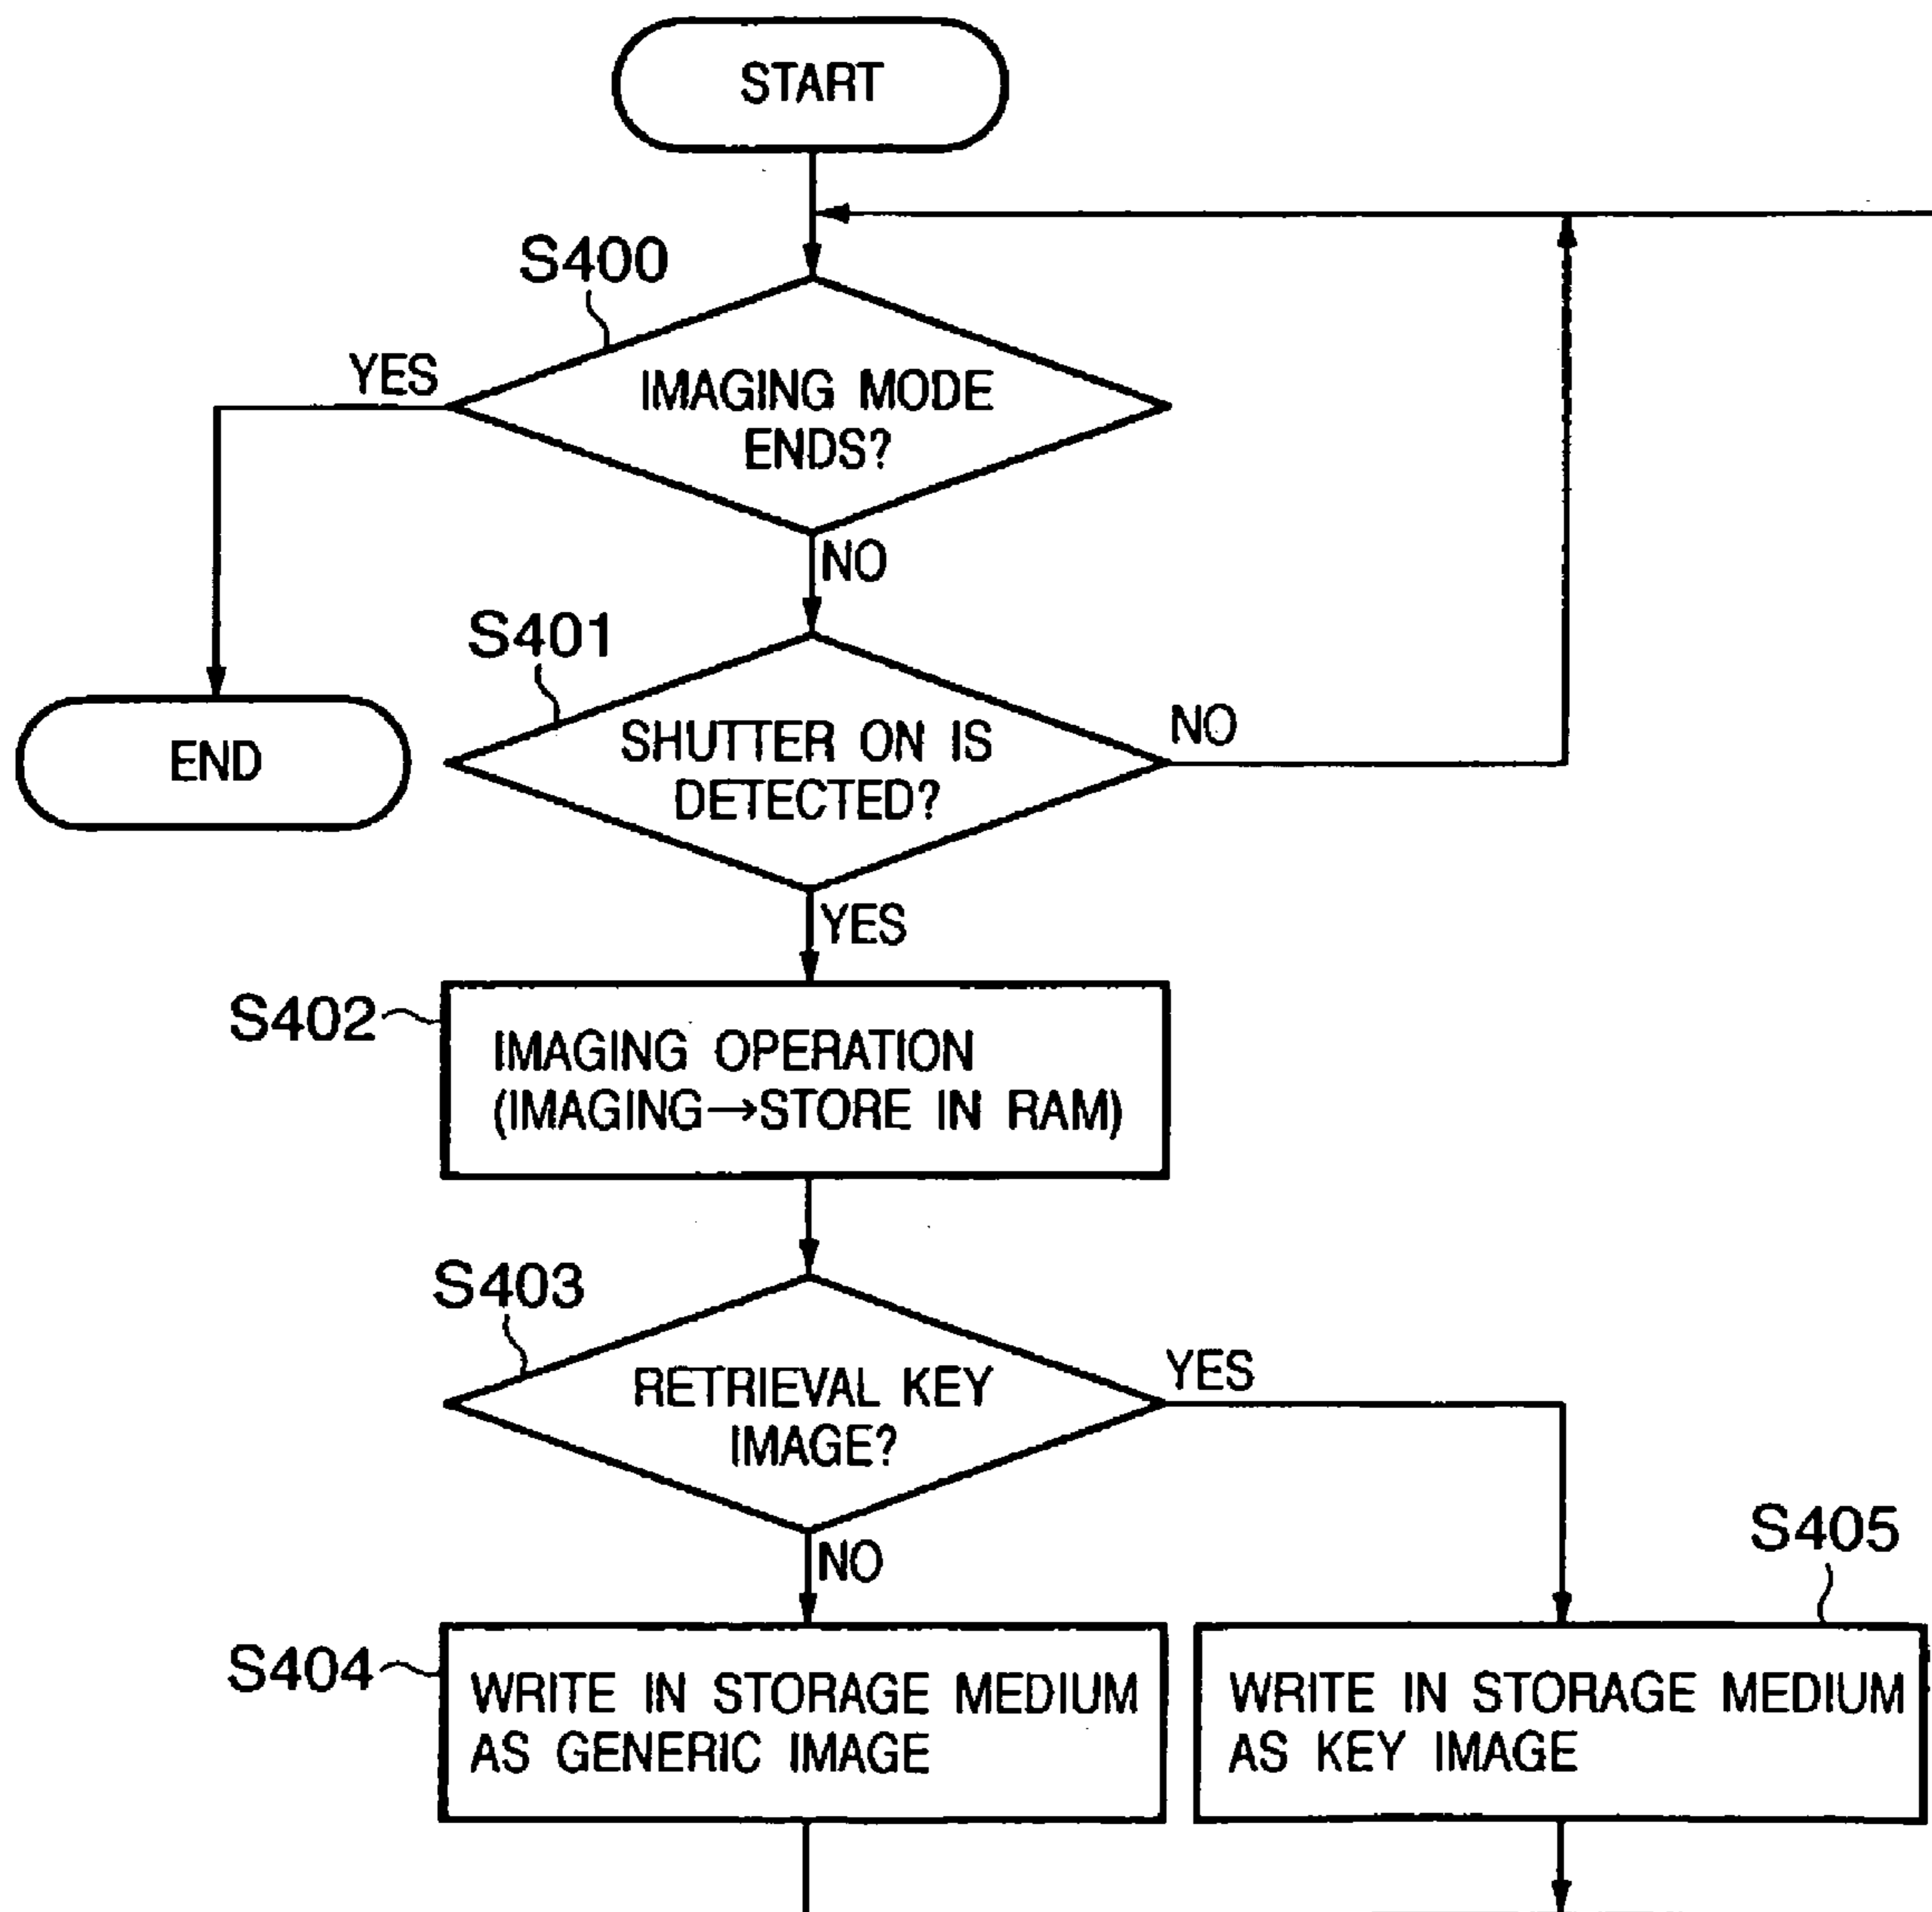 START
S400
YES
IMAGING MODE
ENDS?
NO
S401
END
SHUTTER ON IS
DETECTED?
NO
YES
S402
IMAGING OPERATION
(IMAGING→STORE IN RAM)
S403
RETRIEVAL KEY
IMAGE?
YES
NO
S405
S404
WRITE IN STORAGE MEDIUM
AS GENERIC IMAGE
WRITE IN STORAGE MEDIUM
AS KEY IMAGE